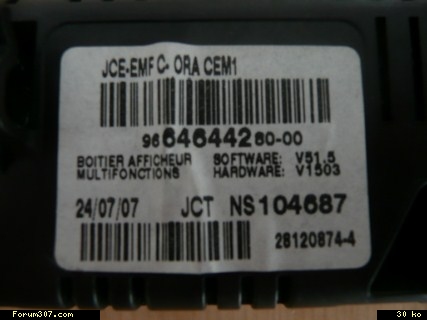 JCE-EMF C- ORA CEM1
9664644280-00
BOITIER AFFICHEUR SOFTWARE: V51.5
MULTIFONCTIONS HARDWARE: V1503
24/07/07 JCT NS104687
28120874-4
Forum307.com 30 ko